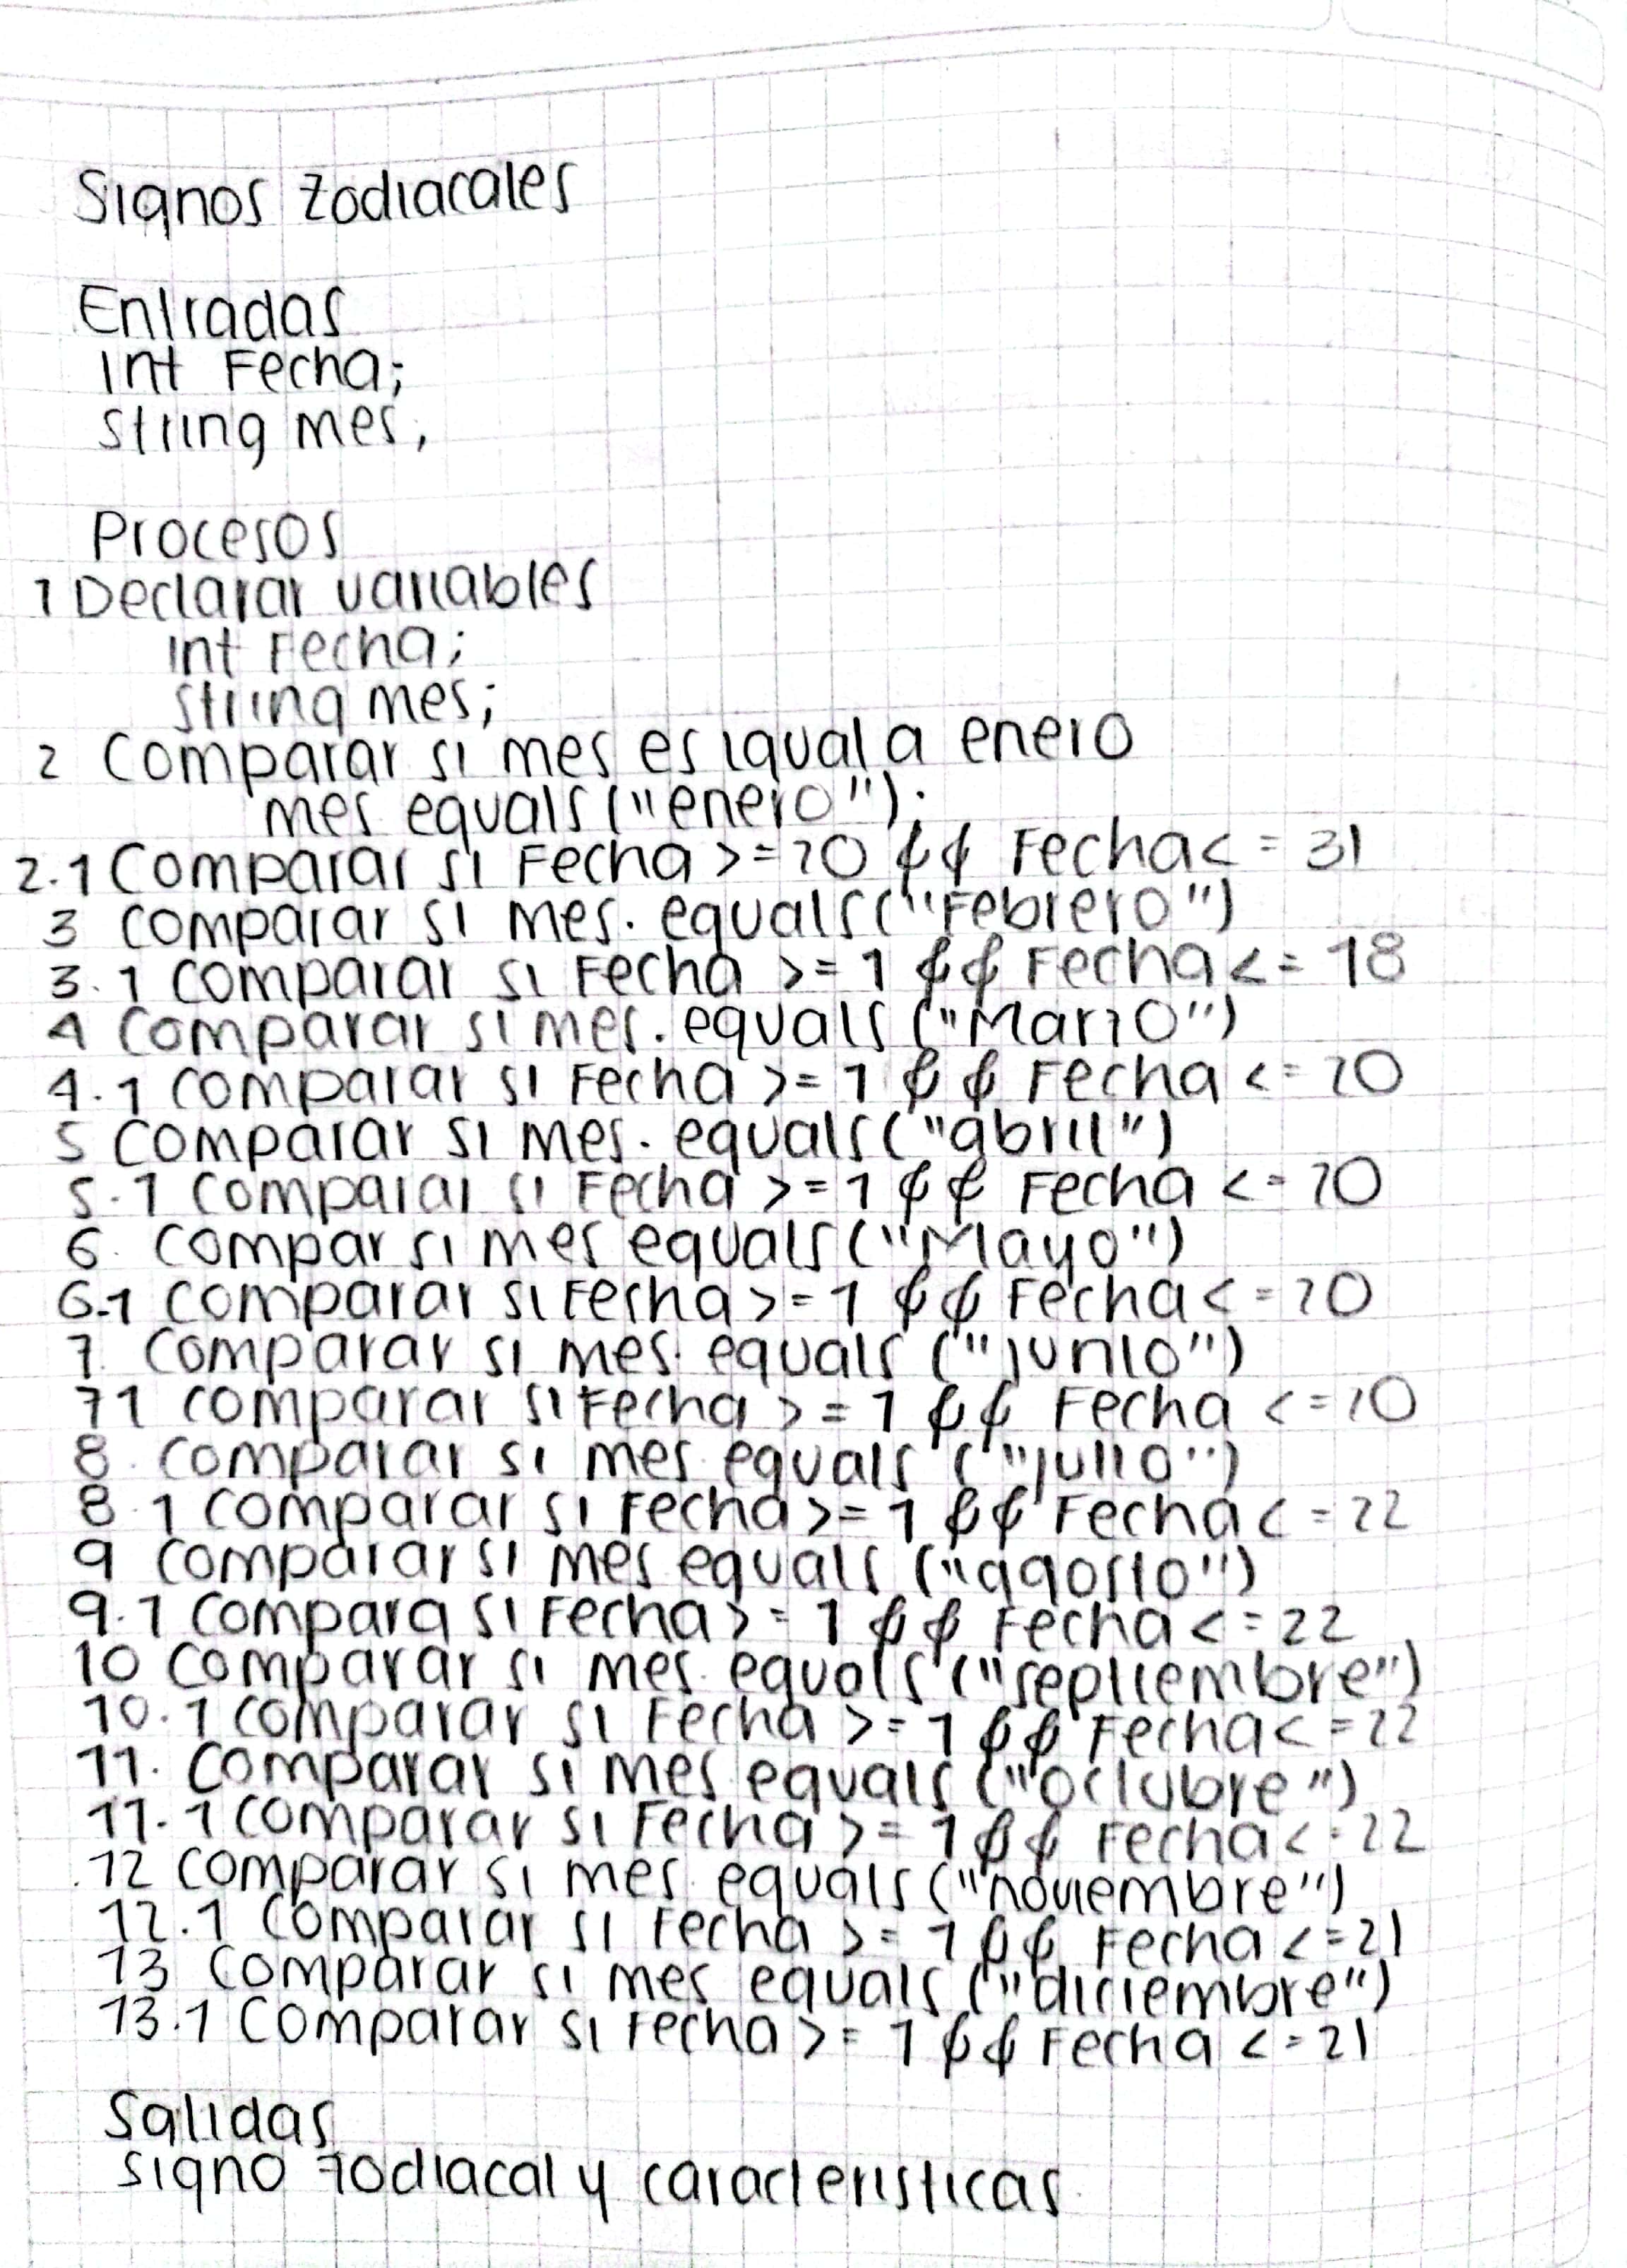 Signos Zodiacales
Entradas
Int Fecha;
String mes,
Procesos
1 Declarar variables
Int Fecha;
String mes;
2 Comparar si mes es igual a enero
mes equals ("enero");
2.1 Comparar si Fecha >= 20 && Fecha <= 31
3 comparar si mes. equals ("Febrero")
3.1 comparar si Fecha >= 1 && Fecha <= 18
4 Comparar si mes. equals ("Marzo")
4.1 comparar si Fecha >= 1 && Fecha <= 20
5 Comparar si mes. equals ("abril")
5.1 comparar si Fecha >= 1 && Fecha <= 20
6. compar si mes equals ("Mayo")
6.1 comparar si Fecha >= 1 && Fecha <= 20
7. Comparar si mes. equals ("junio")
71 comparar si Fecha >= 1 && Fecha <= 20
8. comparar si mes. equals ("julio")
8.1 comparar si Fecha >= 1 && Fecha <= 22
9 comparar si mes equals ("agosto")
9.1 compara si Fecha >= 1 && Fecha <= 22
10 comparar si mes. equals ("septiembre")
10.1 comparar si Fecha >= 1 && Fecha <= 22
11. Comparar si mes equals ("octubre")
11.1 comparar si Fecha >= 1 && Fecha <= 22
12 comparar si mes. equals ("noviembre")
12.1 Comparar si Fecha >= 1 && Fecha <= 21
13 Comparar si mes equals ("diciembre")
13.1 Comparar si Fecha >= 1 && Fecha <= 21
Salidas
Signo zodiacal y caracteristicas